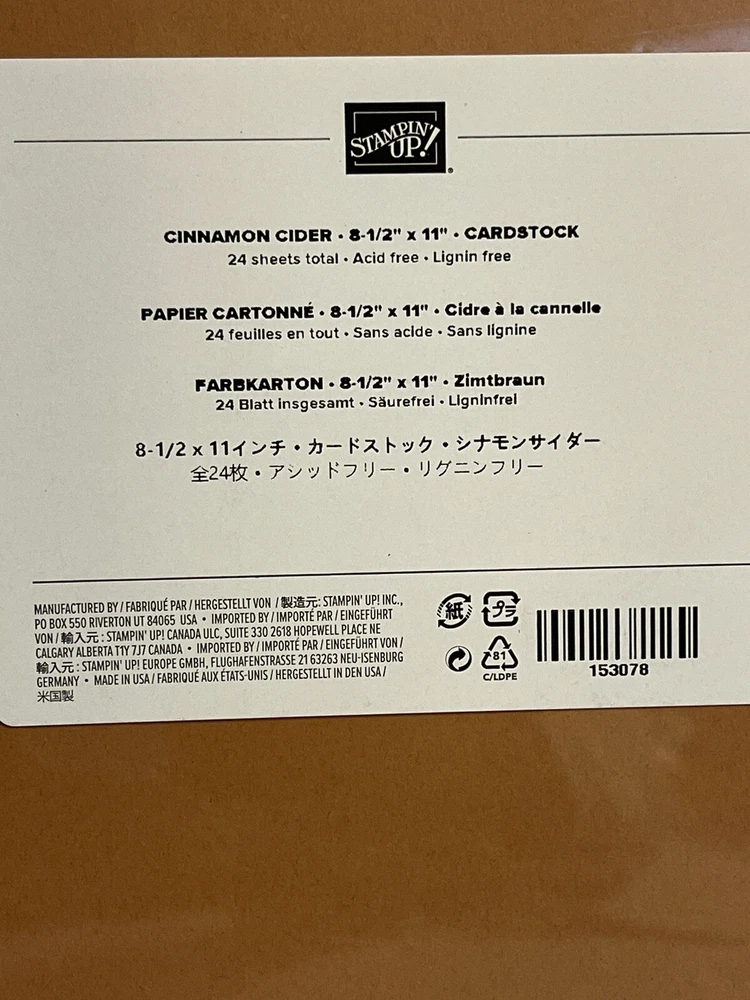 STAMPIN' UP!®
CINNAMON CIDER • 8-1/2" x 11" • CARDSTOCK
24 sheets total • Acid free • Lignin free
PAPIER CARTONNÉ • 8-1/2" x 11" • Cidre à la cannelle
24 feuilles en tout • Sans acide • Sans lignine
FARBKARTON • 8-1/2" x 11" • Zimtbraun
24 Blatt insgesamt • Säurefrei • Ligninfrei
8-1/2 x 11インチ・カードストック・シナモンサイダー
全24枚・アシッドフリー・リグニンフリー
MANUFACTURED BY / FABRIQUÉ PAR / HERGESTELLT VON / 製造元: STAMPIN' UP! INC.,
PO BOX 550 RIVERTON UT 84065 USA • IMPORTED BY / IMPORTÉ PAR / EINGEFÜHRT
VON / 輸入元 : STAMPIN' UP! CANADA ULC, SUITE 330 2618 HOPEWELL PLACE NE
CALGARY ALBERTA T1Y 7J7 CANADA • IMPORTED BY / IMPORTÉ PAR / EINGEFÜHRT VON /
輸入元: STAMPIN' UP! EUROPE GMBH, FLUGHAFENSTRASSE 21 63263 NEU-ISENBURG
GERMANY • MADE IN USA / FABRIQUÉ AUX ÉTATS-UNIS / HERGESTELLT IN DEN USA /
米国製
紙
プラ
81
C/LDPE
153078